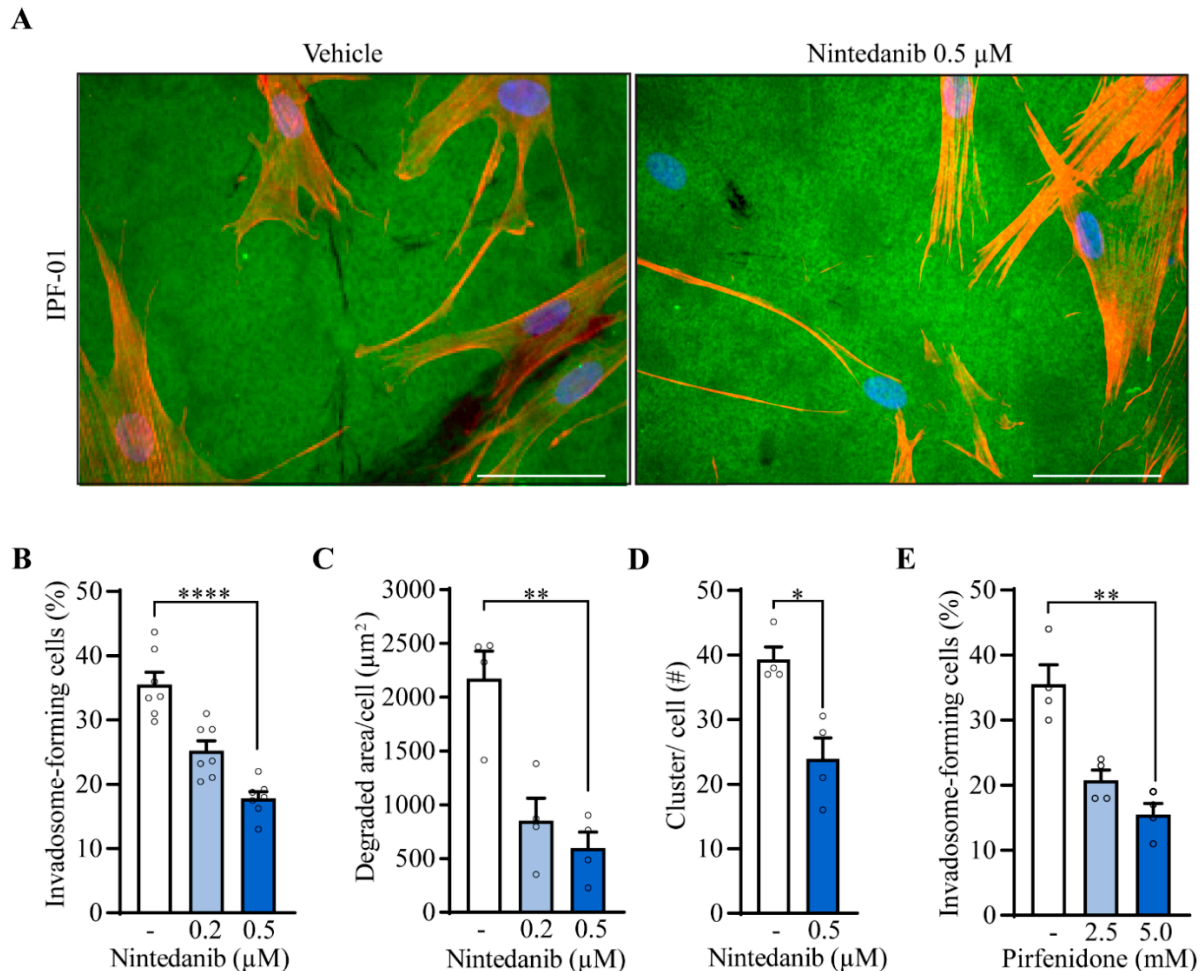 A
Vehicle
Nintedanib 0.5 µM
IPF-01
B
Invadosome-forming cells (%)
50
40
30
20
10
0
****
- 0.2 0.5
Nintedanib (µM)
C
Degraded area/cell (µm²)
3000
2500
2000
1500
1000
500
0
**
- 0.2 0.5
Nintedanib (µM)
D
Cluster/ cell (#)
50
40
30
20
10
0
*
- 0.5
Nintedanib (µM)
E
Invadosome-forming cells (%)
50
40
30
20
10
0
**
- 2.5 5.0
Pirfenidone (mM)